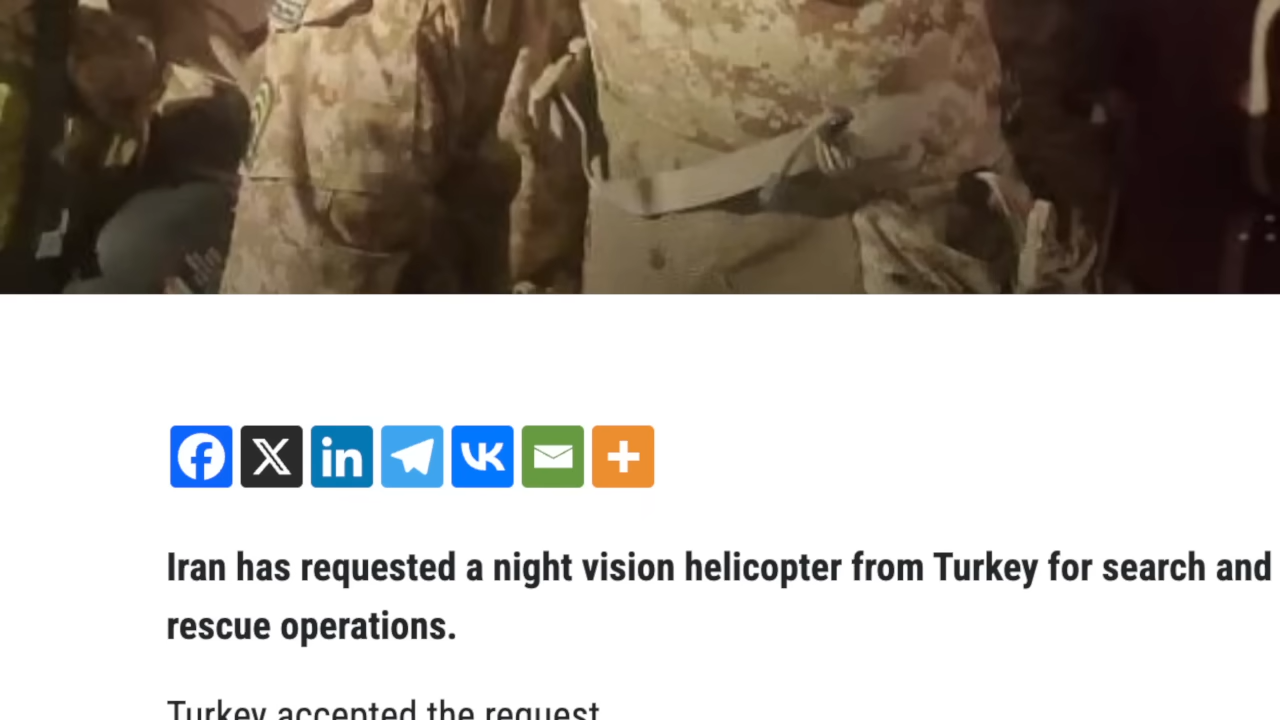 Iran has requested a night vision helicopter from Turkey for search and
rescue operations.
Turkey accepted the request